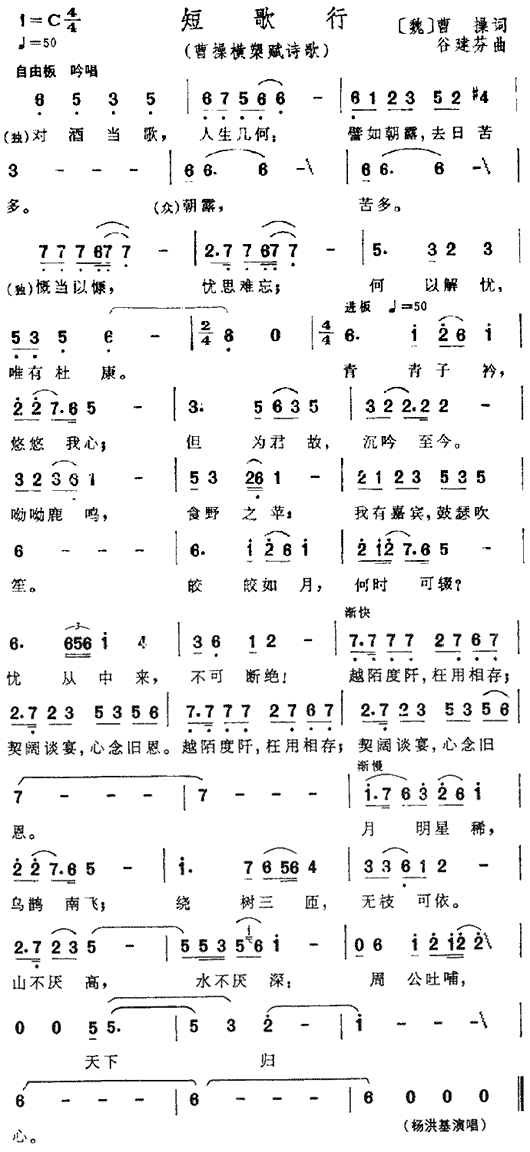 1=C 4/4 短歌行 〔魏〕曹操词
♩=50 (曹操横槊赋诗歌) 谷建芬曲
自由板 吟唱
6 5 3 5 | 6 7 5 6 6 - | 6 1 2 3 5 2 #4
(独)对酒当歌, 人生几何; 譬如朝露,去日苦
3 - - - | 6 6. 6 - | 6 6. 6 -
多。 (众)朝露, 苦多。
7 7 7 6 7 7 - | 2. 7 7 6 7 7 - | 5. 3 2 3
(独)慨当以慷, 忧思难忘; 何以解忧,
进板 ♩=50
5 3 5 6 - | 2/4 6 0 | 4/4 6. i 2 6 i
唯有杜康。 青青子衿,
2 2 7. 6 5 - | 3. 5 6 3 5 | 3 2 2. 2 2 -
悠悠我心; 但为君故, 沉吟至今。
3 2 3 6 1 - | 5 3 2 6 1 - | 2 1 2 3 5 3 5
呦呦鹿鸣, 食野之苹; 我有嘉宾,鼓瑟吹
6 - - - | 6. i 2 6 i | 2 i 2 7. 6 5 -
笙。 皎皎如月, 何时可辍?
渐快
6. 6 5 6 i 4 | 3 6 1 2 - | 7. 7 7 7 2 7 6 7
忧从中来, 不可断绝! 越陌度阡,枉用相存;
2. 7 2 3 5 3 5 6 | 7. 7 7 7 2 7 6 7 | 2. 7 2 3 5 3 5 6
契阔谈宴,心念旧恩。越陌度阡,枉用相存; 契阔谈宴,心念旧
渐慢
7 - - - | 7 - - - | i. 7 6 3 2 6 i
恩。 月明星稀,
2 2 7. 6 5 - | i. 7 6 5 6 4 | 3 3 6 1 2 -
乌鹊南飞; 绕树三匝, 无枝可依。
2. 7 2 3 5 - | 5 5 3 5 6 i - | 0 6 i 2 i 2 2
山不厌高, 水不厌深; 周公吐哺,
0 0 5 5. | 5 3 2 - | i - - -
天下归
6 - - - | 6 - - - | 6 0 0 0
心。 (杨洪基演唱)